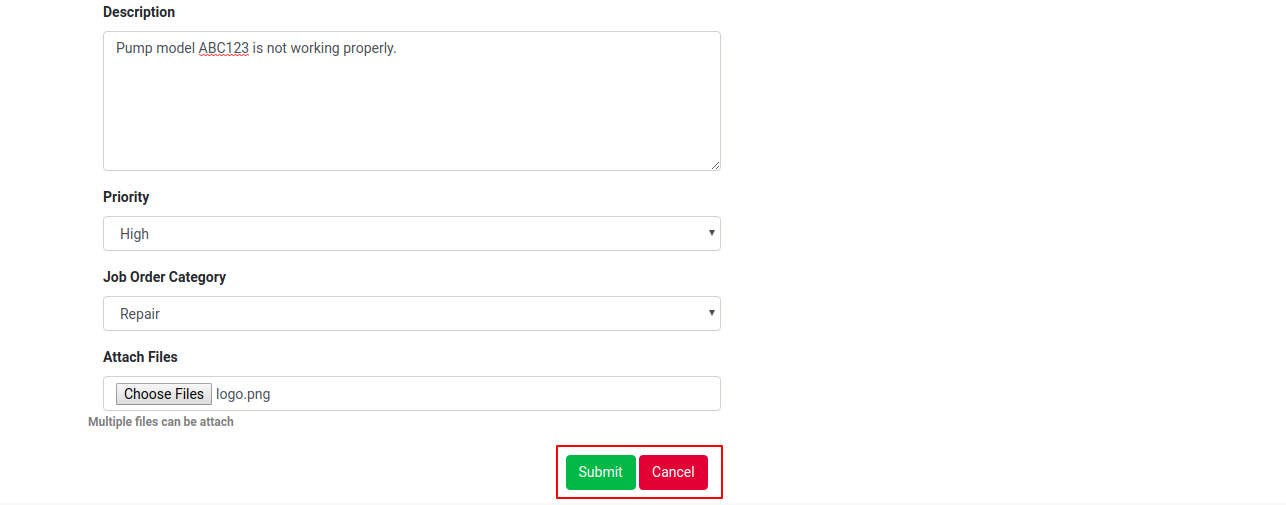 Description
Pump model ABC123 is not working properly.
Priority
High
Job Order Category
Repair
Attach Files
Choose Files logo.png
Multiple files can be attach
Submit Cancel